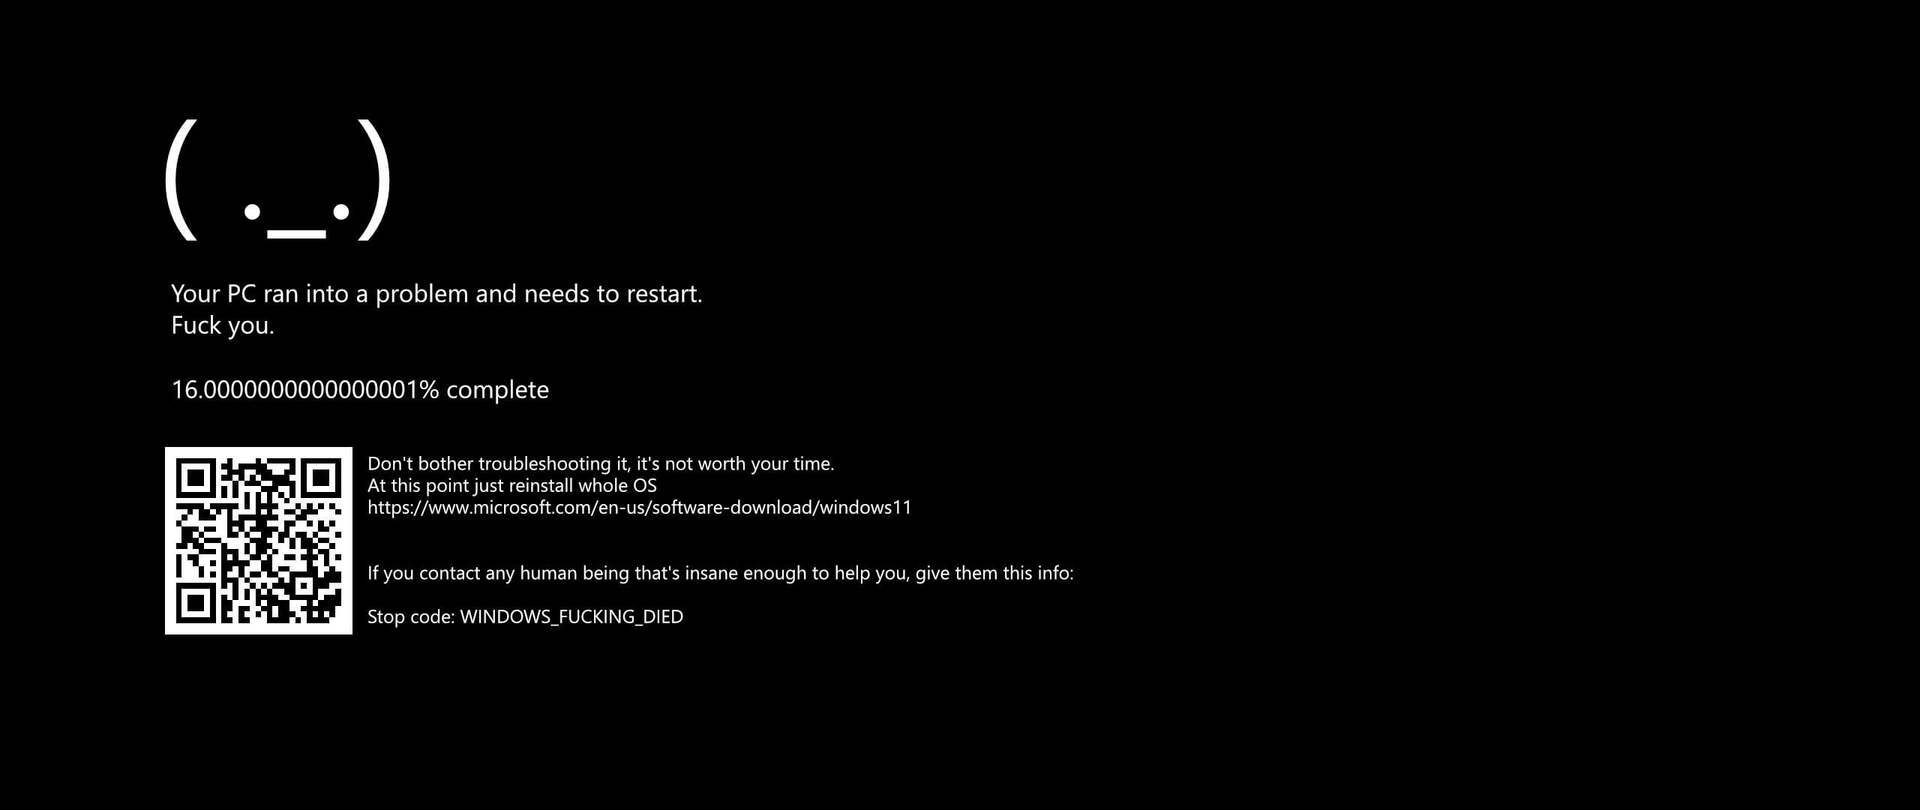 ( ._.)
Your PC ran into a problem and needs to restart.
Fuck you.
16.0000000000000001% complete
Don't bother troubleshooting it, it's not worth your time.
At this point just reinstall whole OS
https://www.microsoft.com/en-us/software-download/windows11
If you contact any human being that's insane enough to help you, give them this info:
Stop code: WINDOWS_FUCKING_DIED